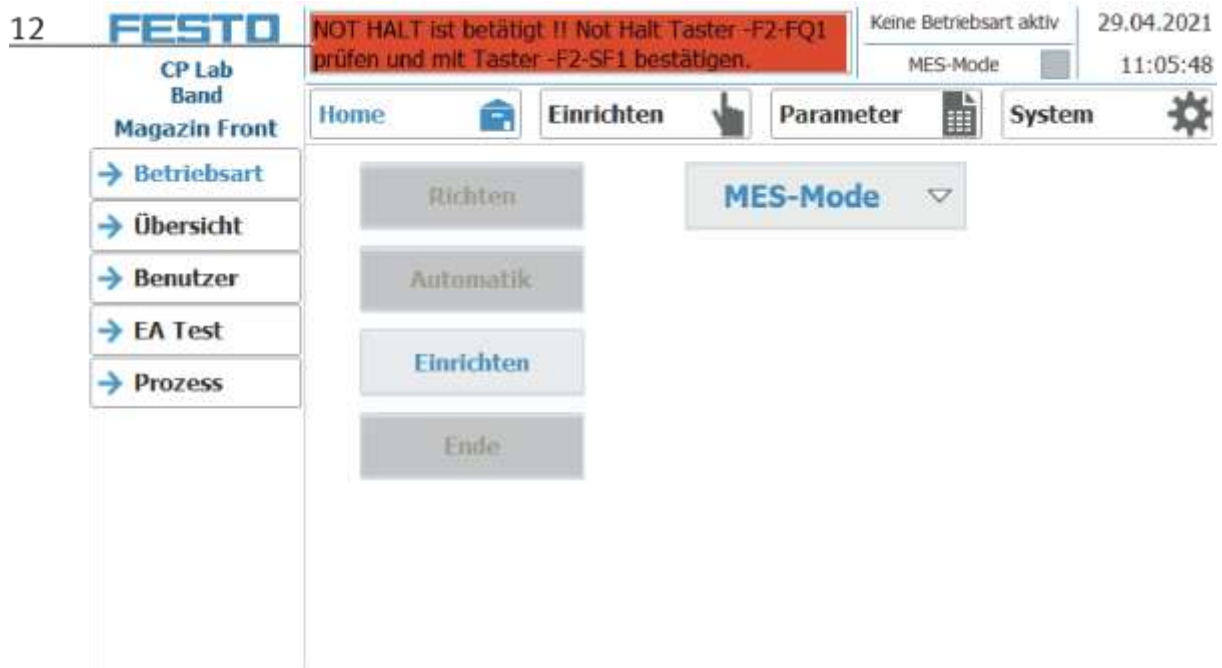 12
FESTO
CP Lab
Band
Magazin Front
NOT HALT ist betätigt !! Not Halt Taster -F2-FQ1
prüfen und mit Taster -F2-SF1 bestätigen.
Keine Betriebsart aktiv
MES-Mode
29.04.2021
11:05:48
Home
Einrichten
Parameter
System
Betriebsart
Übersicht
Benutzer
EA Test
Prozess
Richten
Automatik
Einrichten
Ende
MES-Mode